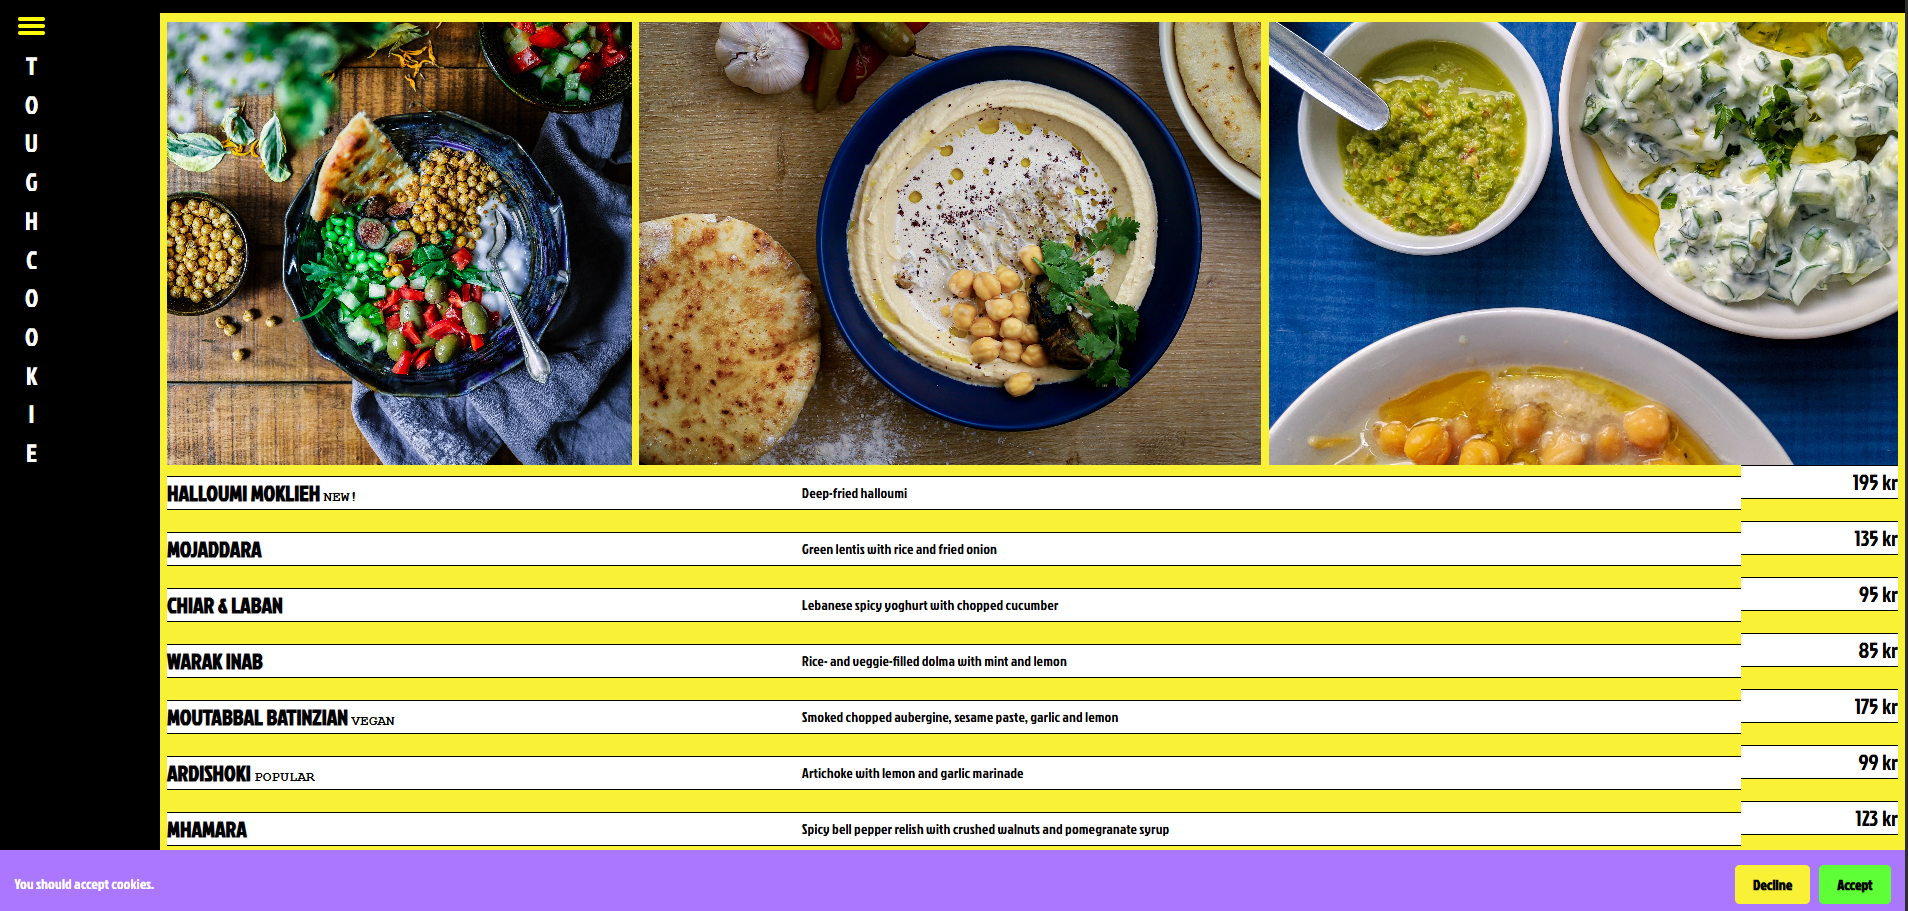 TOUGHCOOKIE
HALLOUMI MOKLIEH NEW! Deep-fried halloumi 195 kr
MOJADDARA Green lentis with rice and fried onion 135 kr
CHIAR & LABAN Lebanese spicy yoghurt with chopped cucumber 95 kr
WARAK INAB Rice- and veggie-filled dolma with mint and lemon 85 kr
MOUTABBAL BATINZIAN VEGAN Smoked chopped aubergine, sesame paste, garlic and lemon 175 kr
ARDISHOKI POPULAR Artichoke with lemon and garlic marinade 99 kr
MHAMARA Spicy bell pepper relish with crushed walnuts and pomegranate syrup 123 kr
You should accept cookies. Decline Accept